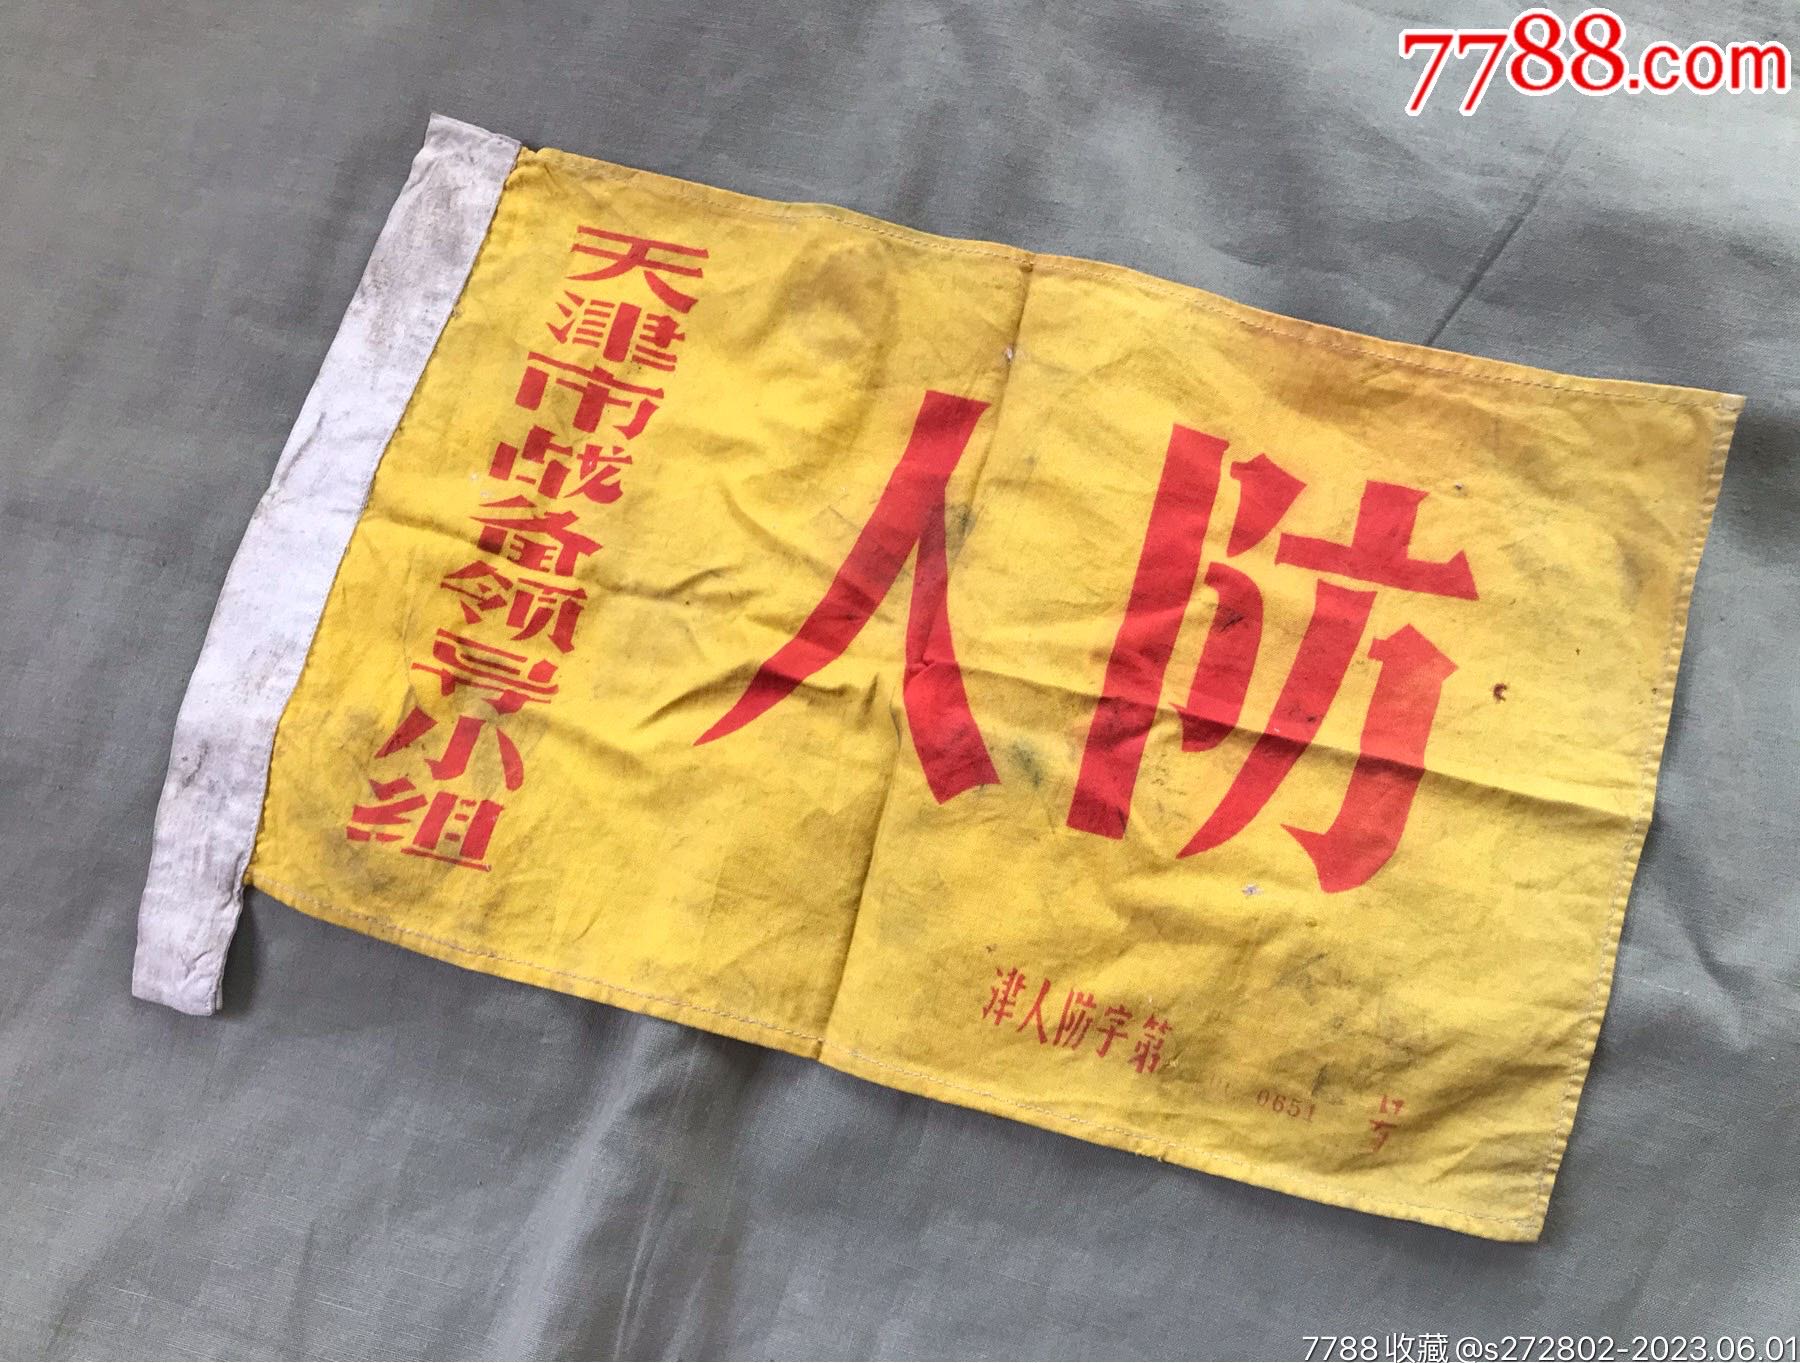 7788.com
天津市战备领导小组
人防
津人防字第 0651 号
7788收藏@s272802-2023.06.01